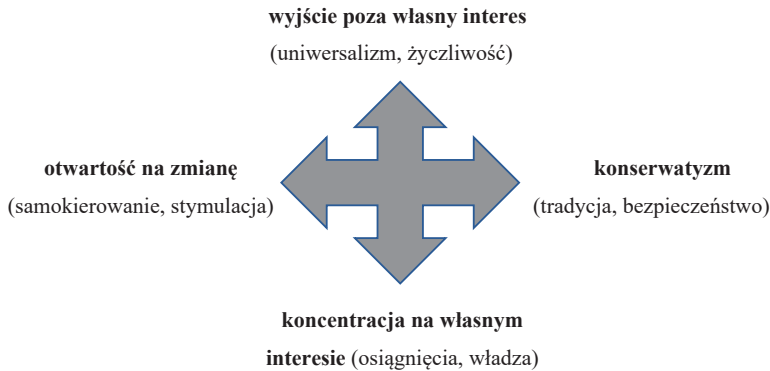 wyjście poza własny interes
(uniwersalizm, życzliwość)
otwartość na zmianę
(samokierowanie, stymulacja)
konserwatyzm
(tradycja, bezpieczeństwo)
koncentracja na własnym
interesie (osiągnięcia, władza)